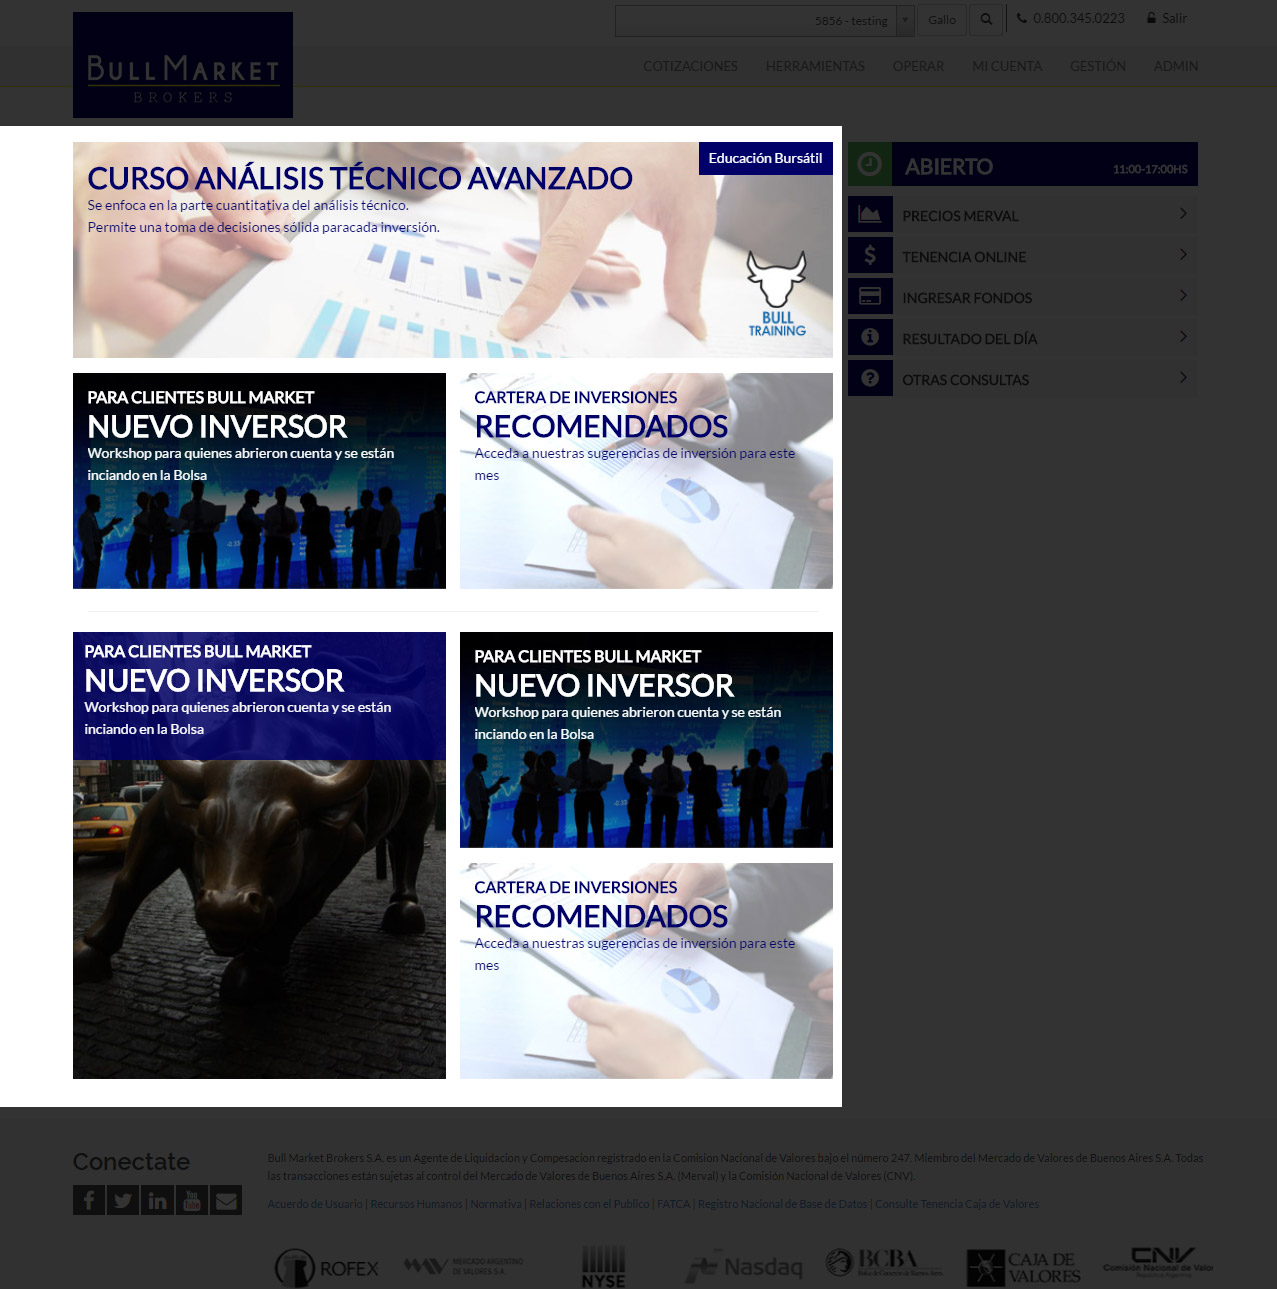 5856 - testing
Gallo
0.800.345.0223
Salir
BULL MARKET
BROKERS
COTIZACIONES
HERRAMIENTAS
OPERAR
MI CUENTA
GESTIÓN
ADMIN
CURSO ANÁLISIS TÉCNICO AVANZADO
Educación Bursátil
Se enfoca en la parte cuantitativa del análisis técnico.
Permite una toma de decisiones sólida paracada inversión.
BULL
TRAINING
ABIERTO
11:00-17:00HS
PRECIOS MERVAL
TENENCIA ONLINE
INGRESAR FONDOS
RESULTADO DEL DÍA
OTRAS CONSULTAS
PARA CLIENTES BULL MARKET
NUEVO INVERSOR
Workshop para quienes abrieron cuenta y se están
inciando en la Bolsa
CARTERA DE INVERSIONES
RECOMENDADOS
Acceda a nuestras sugerencias de inversión para este
mes
PARA CLIENTES BULL MARKET
NUEVO INVERSOR
Workshop para quienes abrieron cuenta y se están
inciando en la Bolsa
PARA CLIENTES BULL MARKET
NUEVO INVERSOR
Workshop para quienes abrieron cuenta y se están
inciando en la Bolsa
CARTERA DE INVERSIONES
RECOMENDADOS
Acceda a nuestras sugerencias de inversión para este
mes
Conectate
Bull Market Brokers S.A. es un Agente de Liquidacion y Compesacion registrado en la Comision Nacional de Valores bajo el número 247. Miembro del Mercado de Valores de Buenos Aires S.A. Todas
las transacciones están sujetas al control del Mercado de Valores de Buenos Aires S.A. (Merval) y la Comisión Nacional de Valores (CNV).
Acuerdo de Usuario | Recursos Humanos | Normativa | Relaciones con el Publico | FATCA | Registro Nacional de Base de Datos | Consulte Tenencia Caja de Valores
ROFEX
MERCADO ARGENTINO
DE VALORES S.A.
NYSE
Nasdaq
BCBA
Bolsa de Comercio de Buenos Aires
CAJA DE
VALORES
CNV
Comisión Nacional de Valor
República Argentina